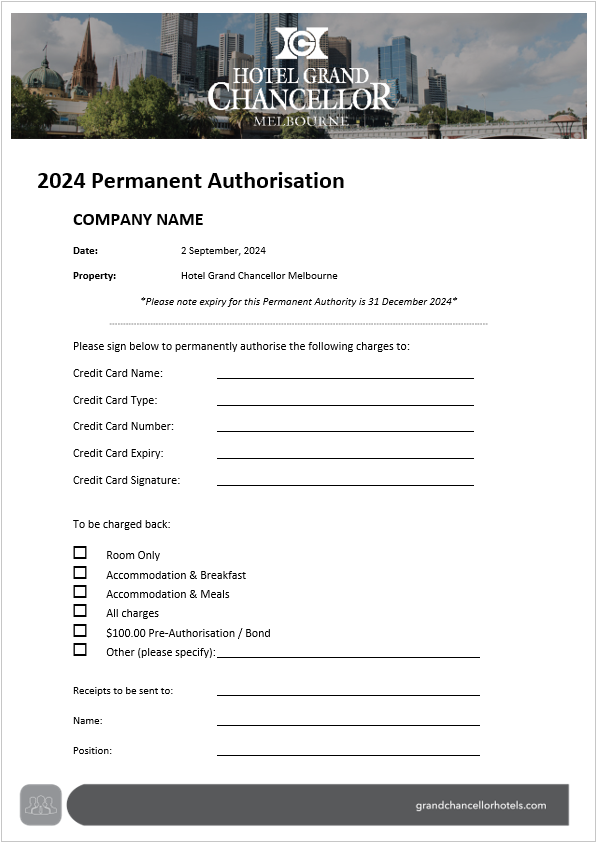 HOTEL GRAND
CHANCELLOR
MELBOURNE
2024 Permanent Authorisation
COMPANY NAME
Date: 2 September, 2024
Property: Hotel Grand Chancellor Melbourne
*Please note expiry for this Permanent Authority is 31 December 2024*
Please sign below to permanently authorise the following charges to:
Credit Card Name:
Credit Card Type:
Credit Card Number:
Credit Card Expiry:
Credit Card Signature:
To be charged back:
Room Only
Accommodation & Breakfast
Accommodation & Meals
All charges
$100.00 Pre-Authorisation / Bond
Other (please specify):
Receipts to be sent to:
Name:
Position:
grandchancellorhotels.com